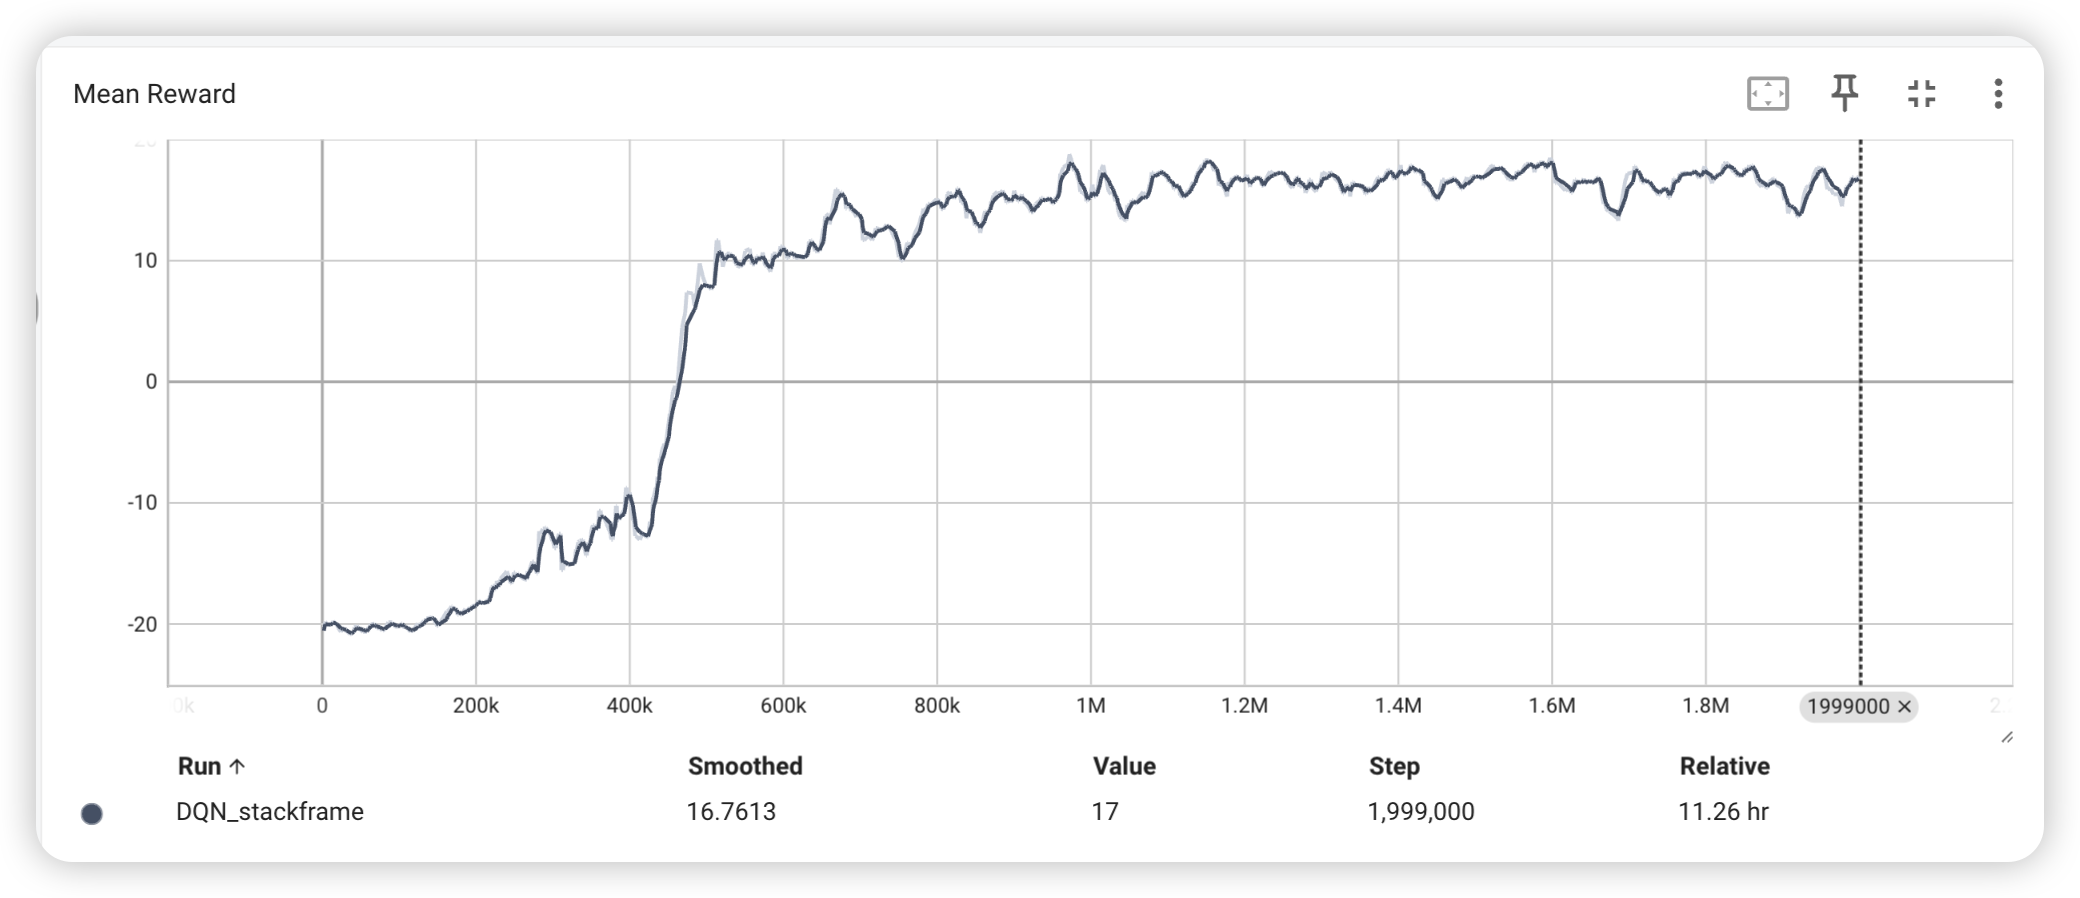 Mean Reward
10
0
-10
-20
0 200k 400k 600k 800k 1M 1.2M 1.4M 1.6M 1.8M 1999000 ×
Run ↑ Smoothed Value Step Relative
DQN_stackframe 16.7613 17 1,999,000 11.26 hr